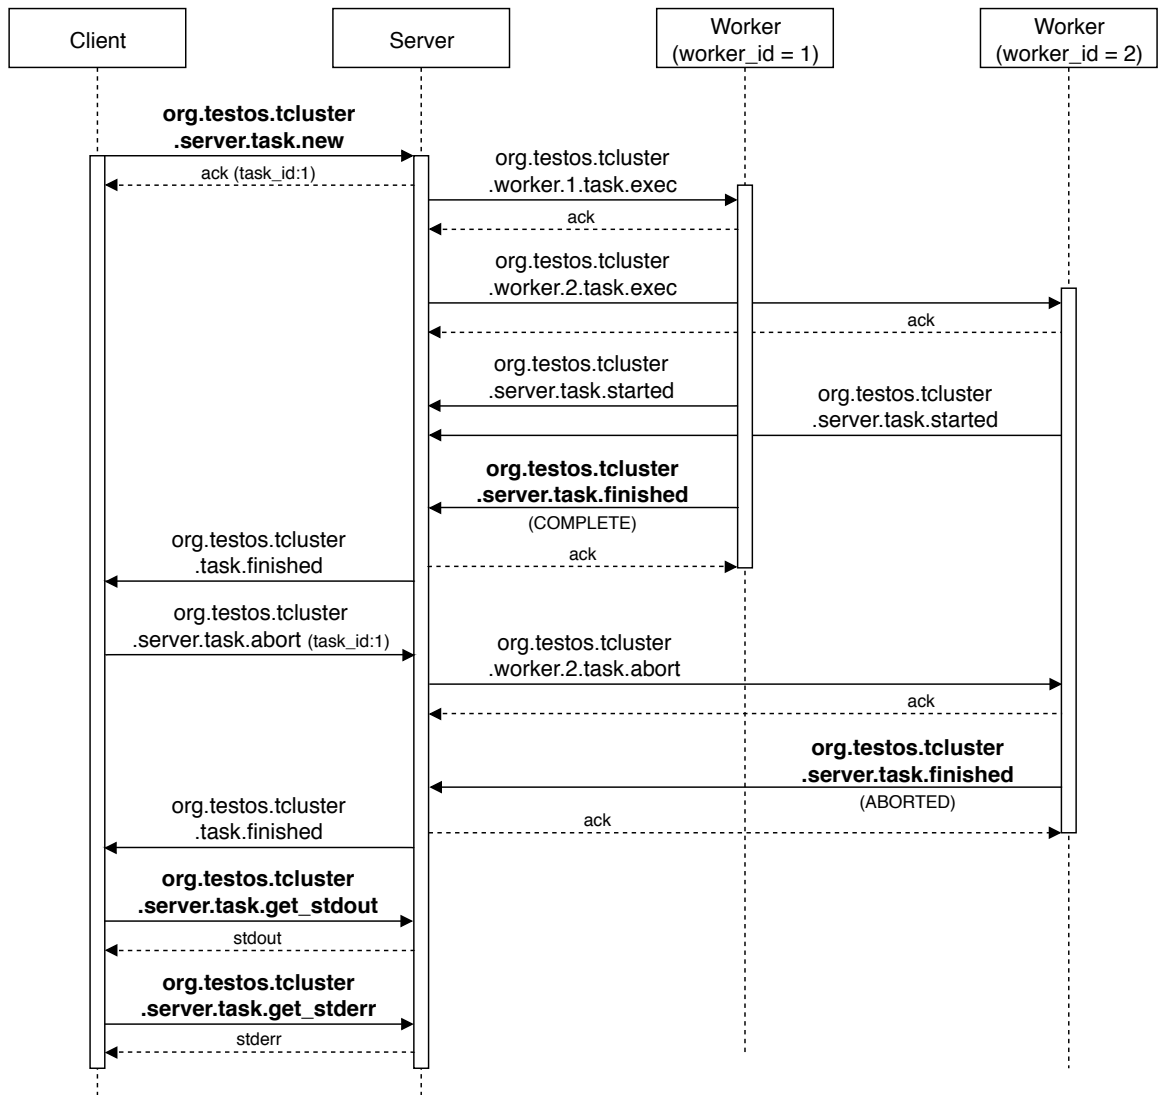 Client
Server
Worker
(worker_id = 1)
Worker
(worker_id = 2)
org.testos.tcluster
.server.task.new
ack (task_id:1)
org.testos.tcluster
.worker.1.task.exec
ack
org.testos.tcluster
.worker.2.task.exec
ack
org.testos.tcluster
.server.task.started
org.testos.tcluster
.server.task.started
org.testos.tcluster
.server.task.finished
(COMPLETE)
org.testos.tcluster
.task.finished
ack
org.testos.tcluster
.server.task.abort (task_id:1)
org.testos.tcluster
.worker.2.task.abort
ack
org.testos.tcluster
.server.task.finished
(ABORTED)
org.testos.tcluster
.task.finished
ack
org.testos.tcluster
.server.task.get_stdout
stdout
org.testos.tcluster
.server.task.get_stderr
stderr